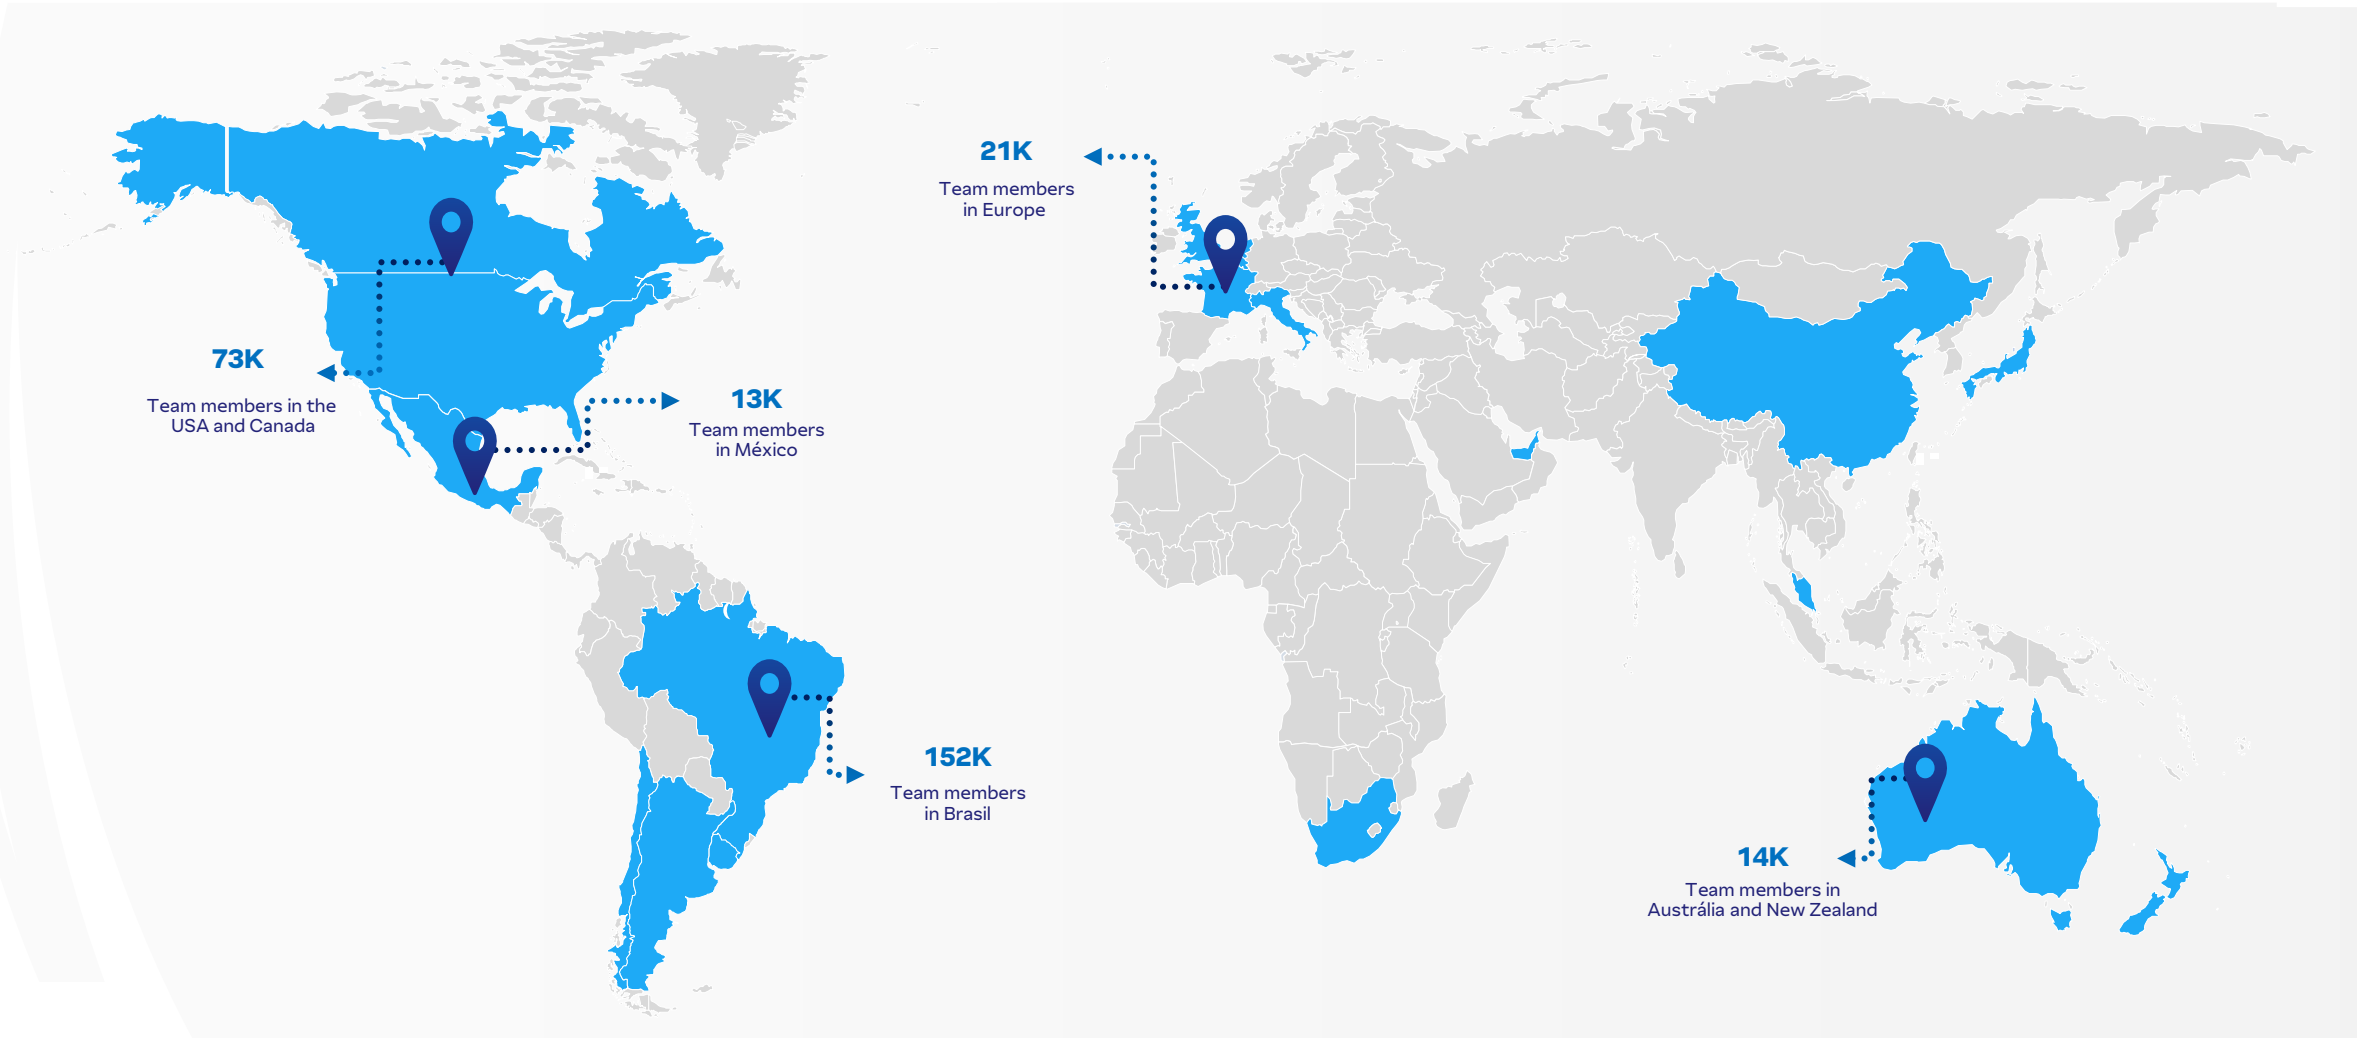 21K
Team members
in Europe
73K
Team members in the
USA and Canada
13K
Team members
in México
152K
Team members
in Brasil
14K
Team members in
Austrália and New Zealand